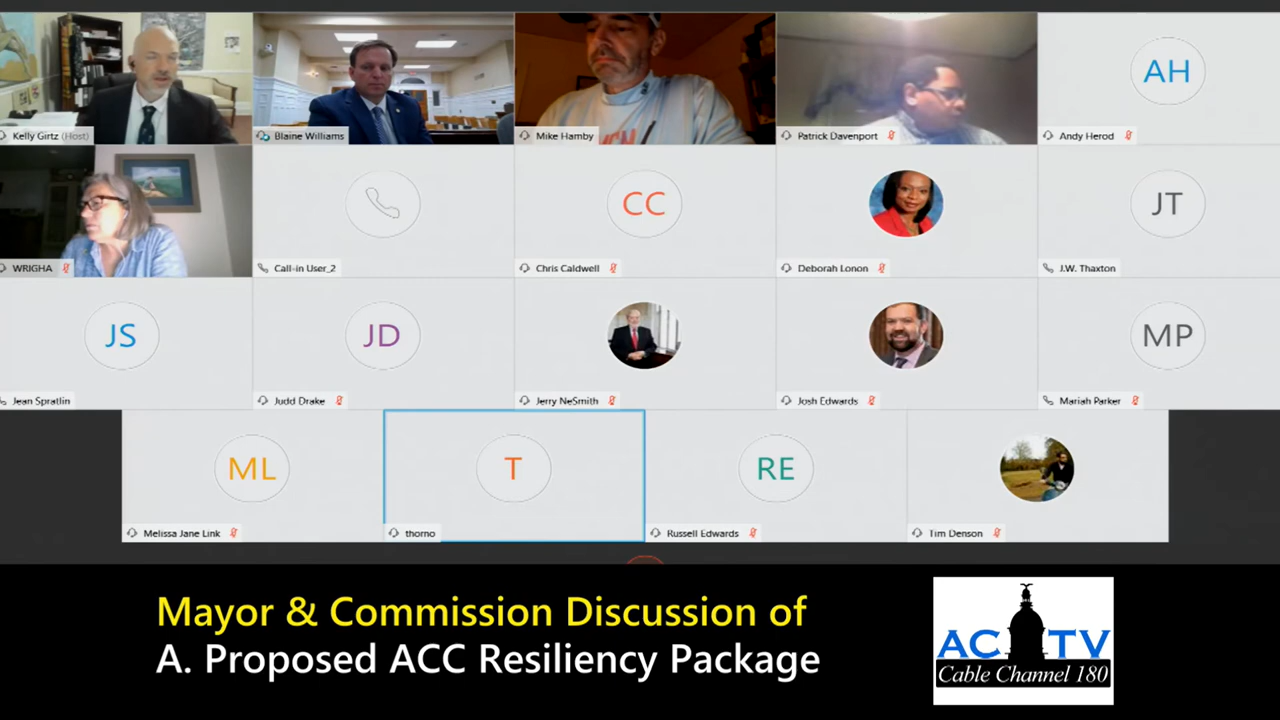 AH
Kelly Girtz (Host)
Blaine Williams
Mike Hamby
Patrick Davenport
Andy Herod
CC
JT
WRIGHA
Call-in User_2
Chris Caldwell
Deborah Lonon
J.W. Thaxton
JS
JD
MP
Jean Spratlin
Judd Drake
Jerry NeSmith
Josh Edwards
Mariah Parker
ML
T
RE
Melissa Jane Link
thorno
Russell Edwards
Tim Denson
Mayor & Commission Discussion of
A. Proposed ACC Resiliency Package
ACTV
Cable Channel 180